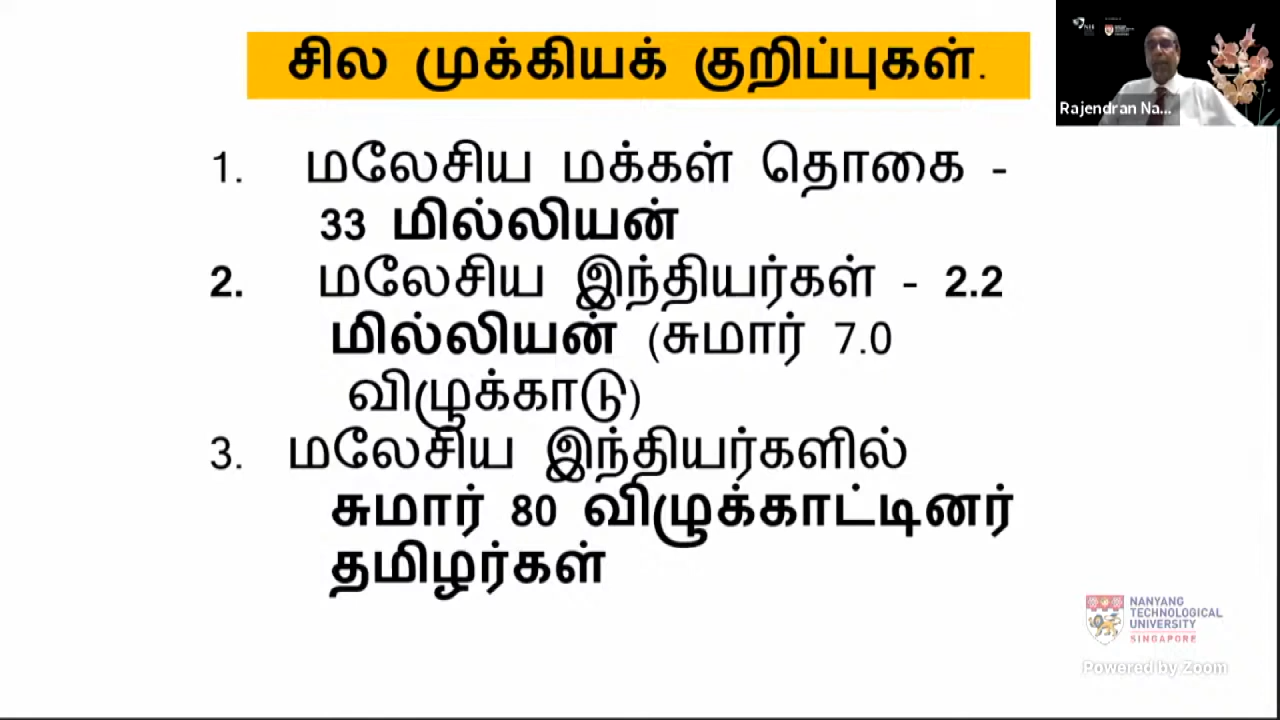 சில முக்கியக் குறிப்புகள்.
Rajendran Na...
1. மலேசிய மக்கள் தொகை -
33 மில்லியன்
2. மலேசிய இந்தியர்கள் - 2.2
மில்லியன் (சுமார் 7.0
விழுக்காடு)
3. மலேசிய இந்தியர்களில்
சுமார் 80 விழுக்காட்டினர்
தமிழர்கள்
NANYANG
TECHNOLOGICAL
UNIVERSITY
SINGAPORE
Powered by Zoom